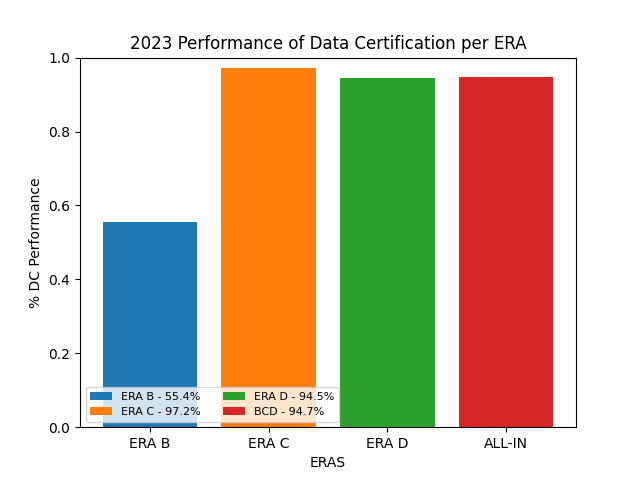 2023 Performance of Data Certification per ERA
% DC Performance
1.0
0.8
0.6
0.4
0.2
0.0
ERA B - 55.4%
ERA C - 97.2%
ERA D - 94.5%
BCD - 94.7%
ERA B
ERA C
ERA D
ALL-IN
ERAS